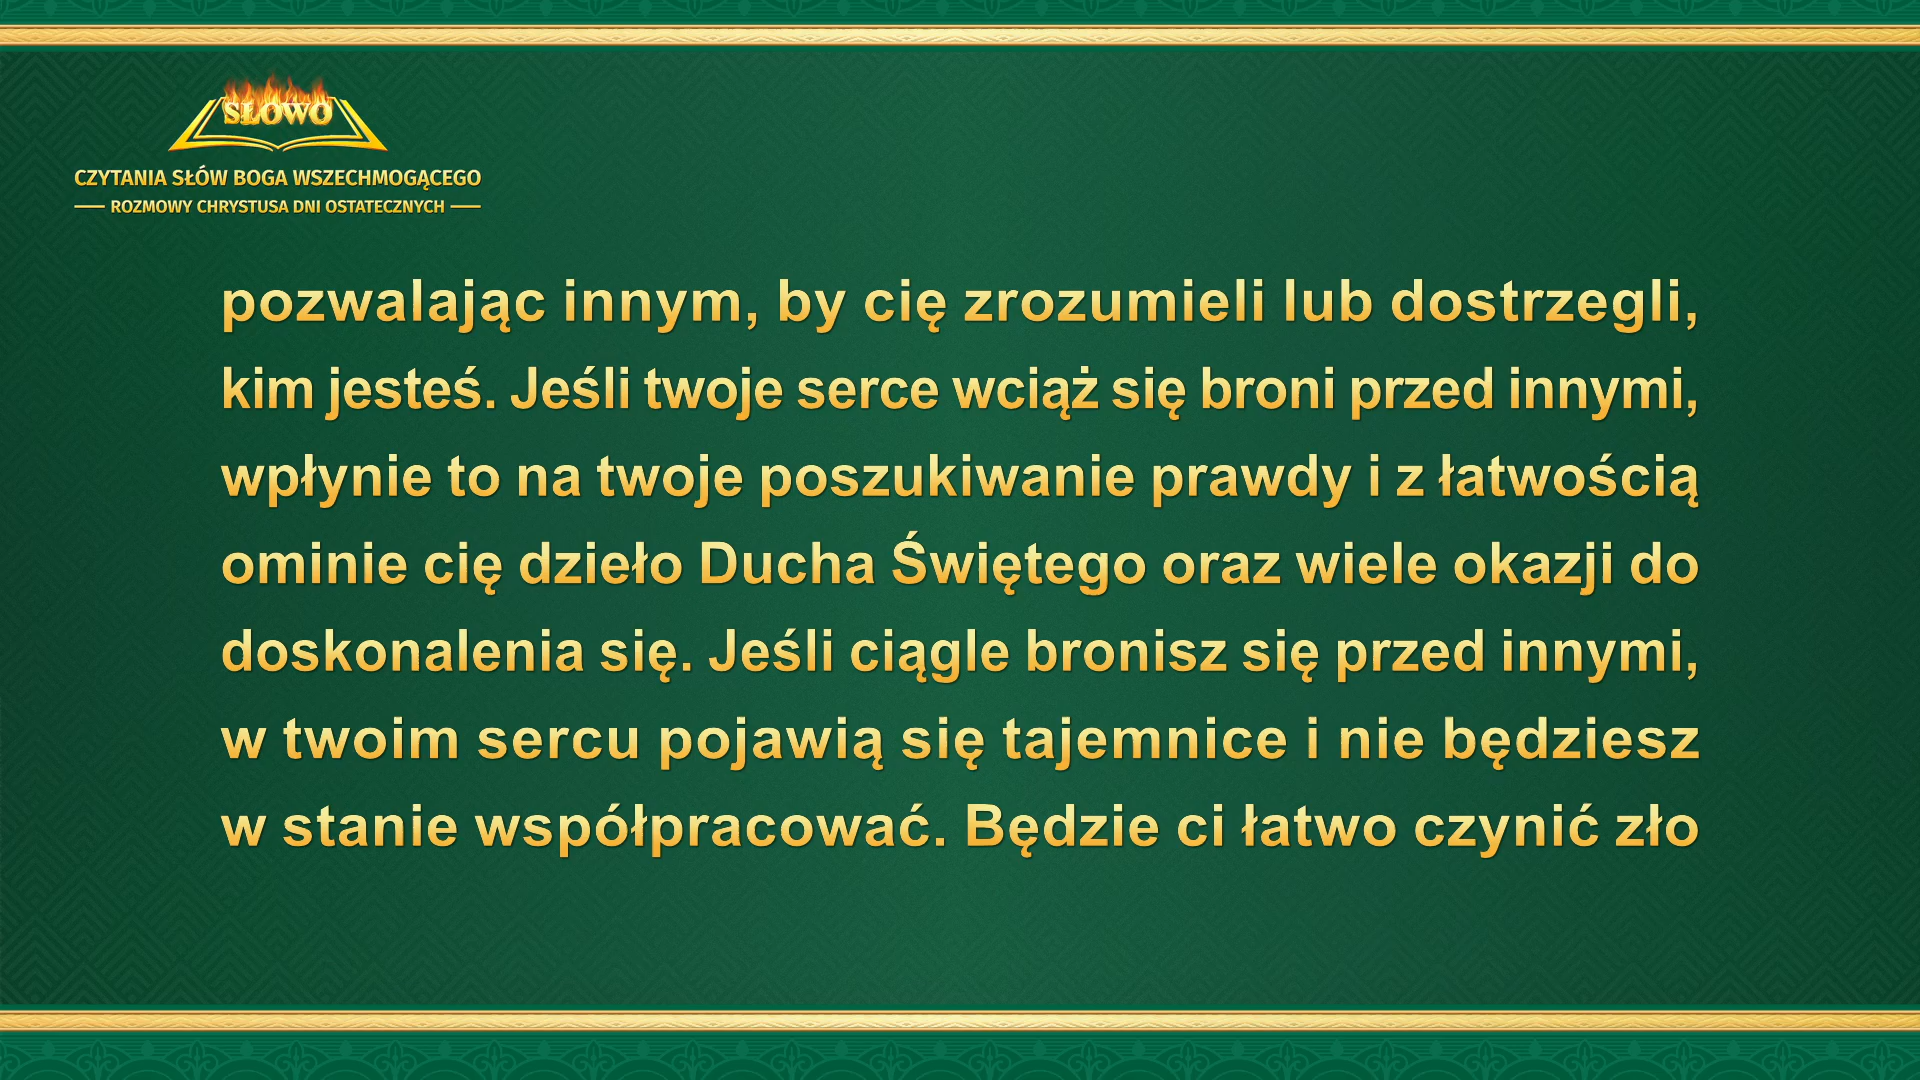 SŁOWO
CZYTANIA SŁÓW BOGA WSZECHMOGĄCEGO
ROZMOWY CHRYSTUSA DNI OSTATECZNYCH
pozwalając innym, by cię zrozumieli lub dostrzegli,
kim jesteś. Jeśli twoje serce wciąż się broni przed innymi,
wpłynie to na twoje poszukiwanie prawdy i z łatwością
ominie cię dzieło Ducha Świętego oraz wiele okazji do
doskonalenia się. Jeśli ciągle bronisz się przed innymi,
w twoim sercu pojawią się tajemnice i nie będziesz
w stanie współpracować. Będzie ci łatwo czynić zło